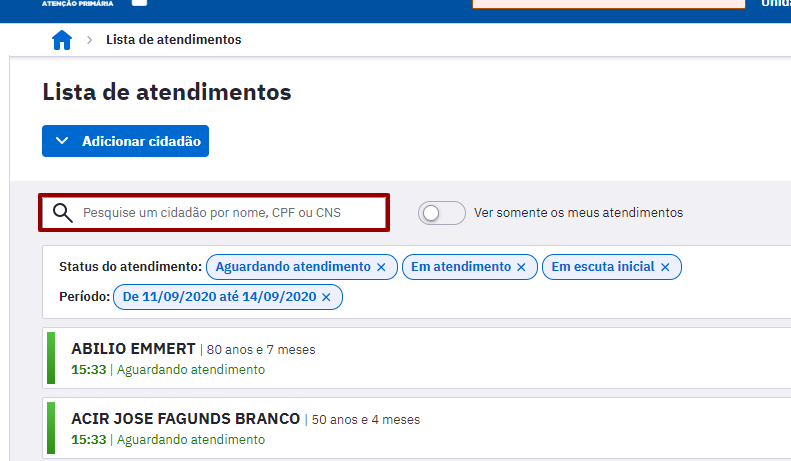 ATENÇÃO PRIMÁRIA
Lista de atendimentos
Lista de atendimentos
Adicionar cidadão
Pesquise um cidadão por nome, CPF ou CNS
Ver somente os meus atendimentos
Status do atendimento: Aguardando atendimento × Em atendimento × Em escuta inicial ×
Período: De 11/09/2020 até 14/09/2020 ×
ABILIO EMMERT | 80 anos e 7 meses
15:33 | Aguardando atendimento
ACIR JOSE FAGUNDS BRANCO | 50 anos e 4 meses
15:33 | Aguardando atendimento